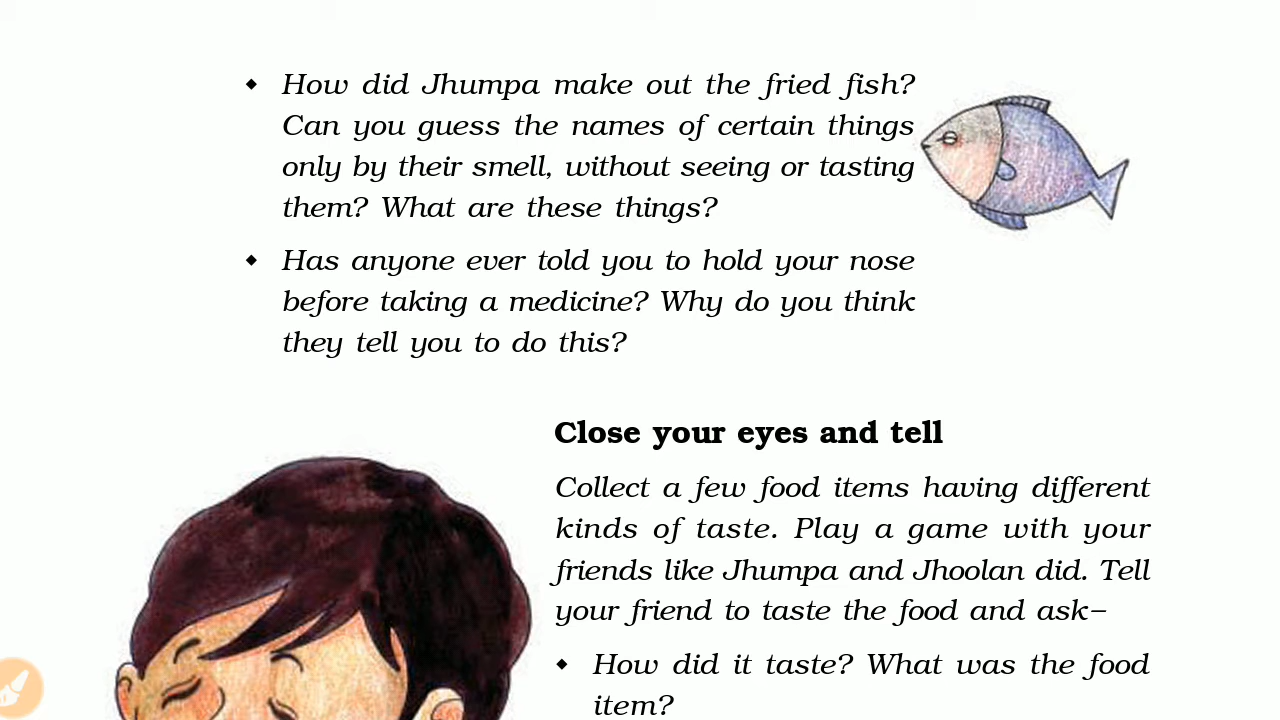 ◆ How did Jhumpa make out the fried fish?
Can you guess the names of certain things
only by their smell, without seeing or tasting
them? What are these things?
◆ Has anyone ever told you to hold your nose
before taking a medicine? Why do you think
they tell you to do this?
Close your eyes and tell
Collect a few food items having different
kinds of taste. Play a game with your
friends like Jhumpa and Jhoolan did. Tell
your friend to taste the food and ask–
◆ How did it taste? What was the food
item?